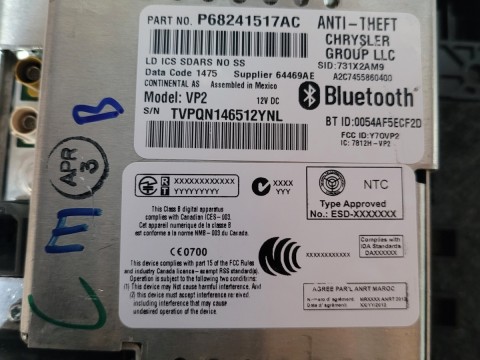 PART NO. P68241517AC
ANTI-THEFT
CHRYSLER
GROUP LLC
LD ICS SDARS NO SS
SID:731X2AM9
Data Code 1475 Supplier 64469AE
A2C7455860400
CONTINENTAL AS Assembled in Mexico
Model: VP2 12V DC
Bluetooth
S/N TVPQN146512YNL
BT ID:0054AF5ECF2D
FCC ID: Y70VP2
IC: 7812H-VP2
B
APR
3
E
R XXXXXXXXXXXX
T YYYYYYYYY
XXXX
YYY
NTC
Type Approved
No.: ESD-XXXXXXX
This Class B digital apparatus
complies with Canadian ICES-003.
Cet appareil numerique de la classe B
est conforme a la norme NMB-003 du Canada.
CE0700
This device complies with part 15 of the FCC Rules
and Industry Canada licence - exempt RSS standard(s).
Operation is subject to the following two conditions:
(1) This device May Not cause harmful interference. And
(2) this device must accept interference received.
including interference that may cause
undesired operation of the device.
XXXXXXXXXXXXX
Complies with
IDA Standards
DAXXXXXX
AGREE PAR L'ANRT MAROC
Numéro d'agrément:
Date d'agrément: